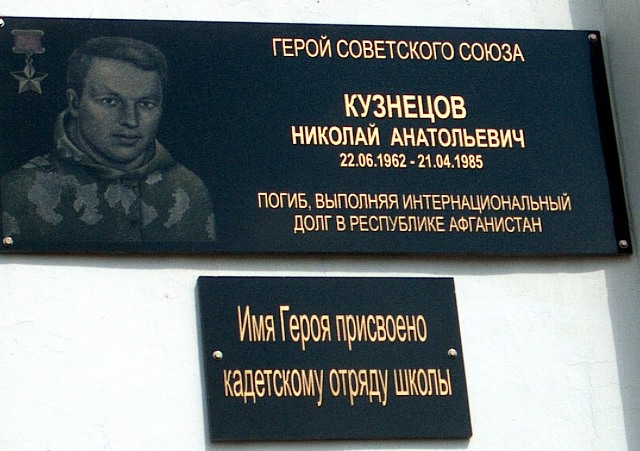 ГЕРОЙ СОВЕТСКОГО СОЮЗА
КУЗНЕЦОВ
НИКОЛАЙ АНАТОЛЬЕВИЧ
22.06.1962 - 21.04.1985
ПОГИБ, ВЫПОЛНЯЯ ИНТЕРНАЦИОНАЛЬНЫЙ
ДОЛГ В РЕСПУБЛИКЕ АФГАНИСТАН
Имя Героя присвоено
кадетскому отряду школы